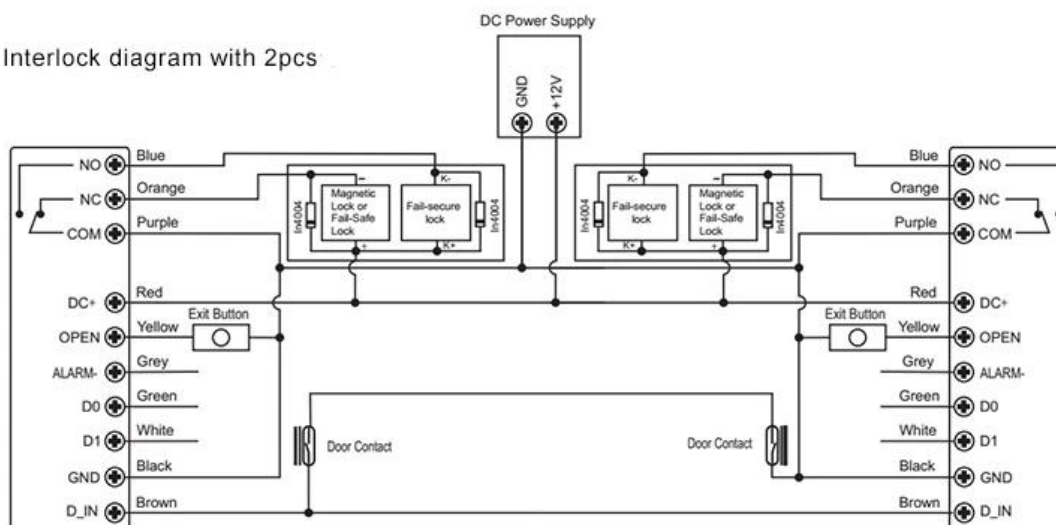 DC Power Supply
Interlock diagram with 2pcs
GND
+12V
NO
Blue
NC
Orange
COM
Purple
In4004
Magnetic
Lock or
Fail-Safe
Lock
-
+
K-
Fail-secure
lock
K+
In4004
In4004
K-
Fail-secure
lock
K+
-
Magnetic
Lock or
Fail-Safe
Lock
+
In4004
Blue
NO
Orange
NC
Purple
COM
DC+
Red
Exit Button
OPEN
Yellow
ALARM-
Grey
D0
Green
D1
White
GND
Black
D_IN
Brown
Door Contact
Door Contact
Red
DC+
Exit Button
Yellow
OPEN
Grey
ALARM-
Green
D0
White
D1
Black
GND
Brown
D_IN